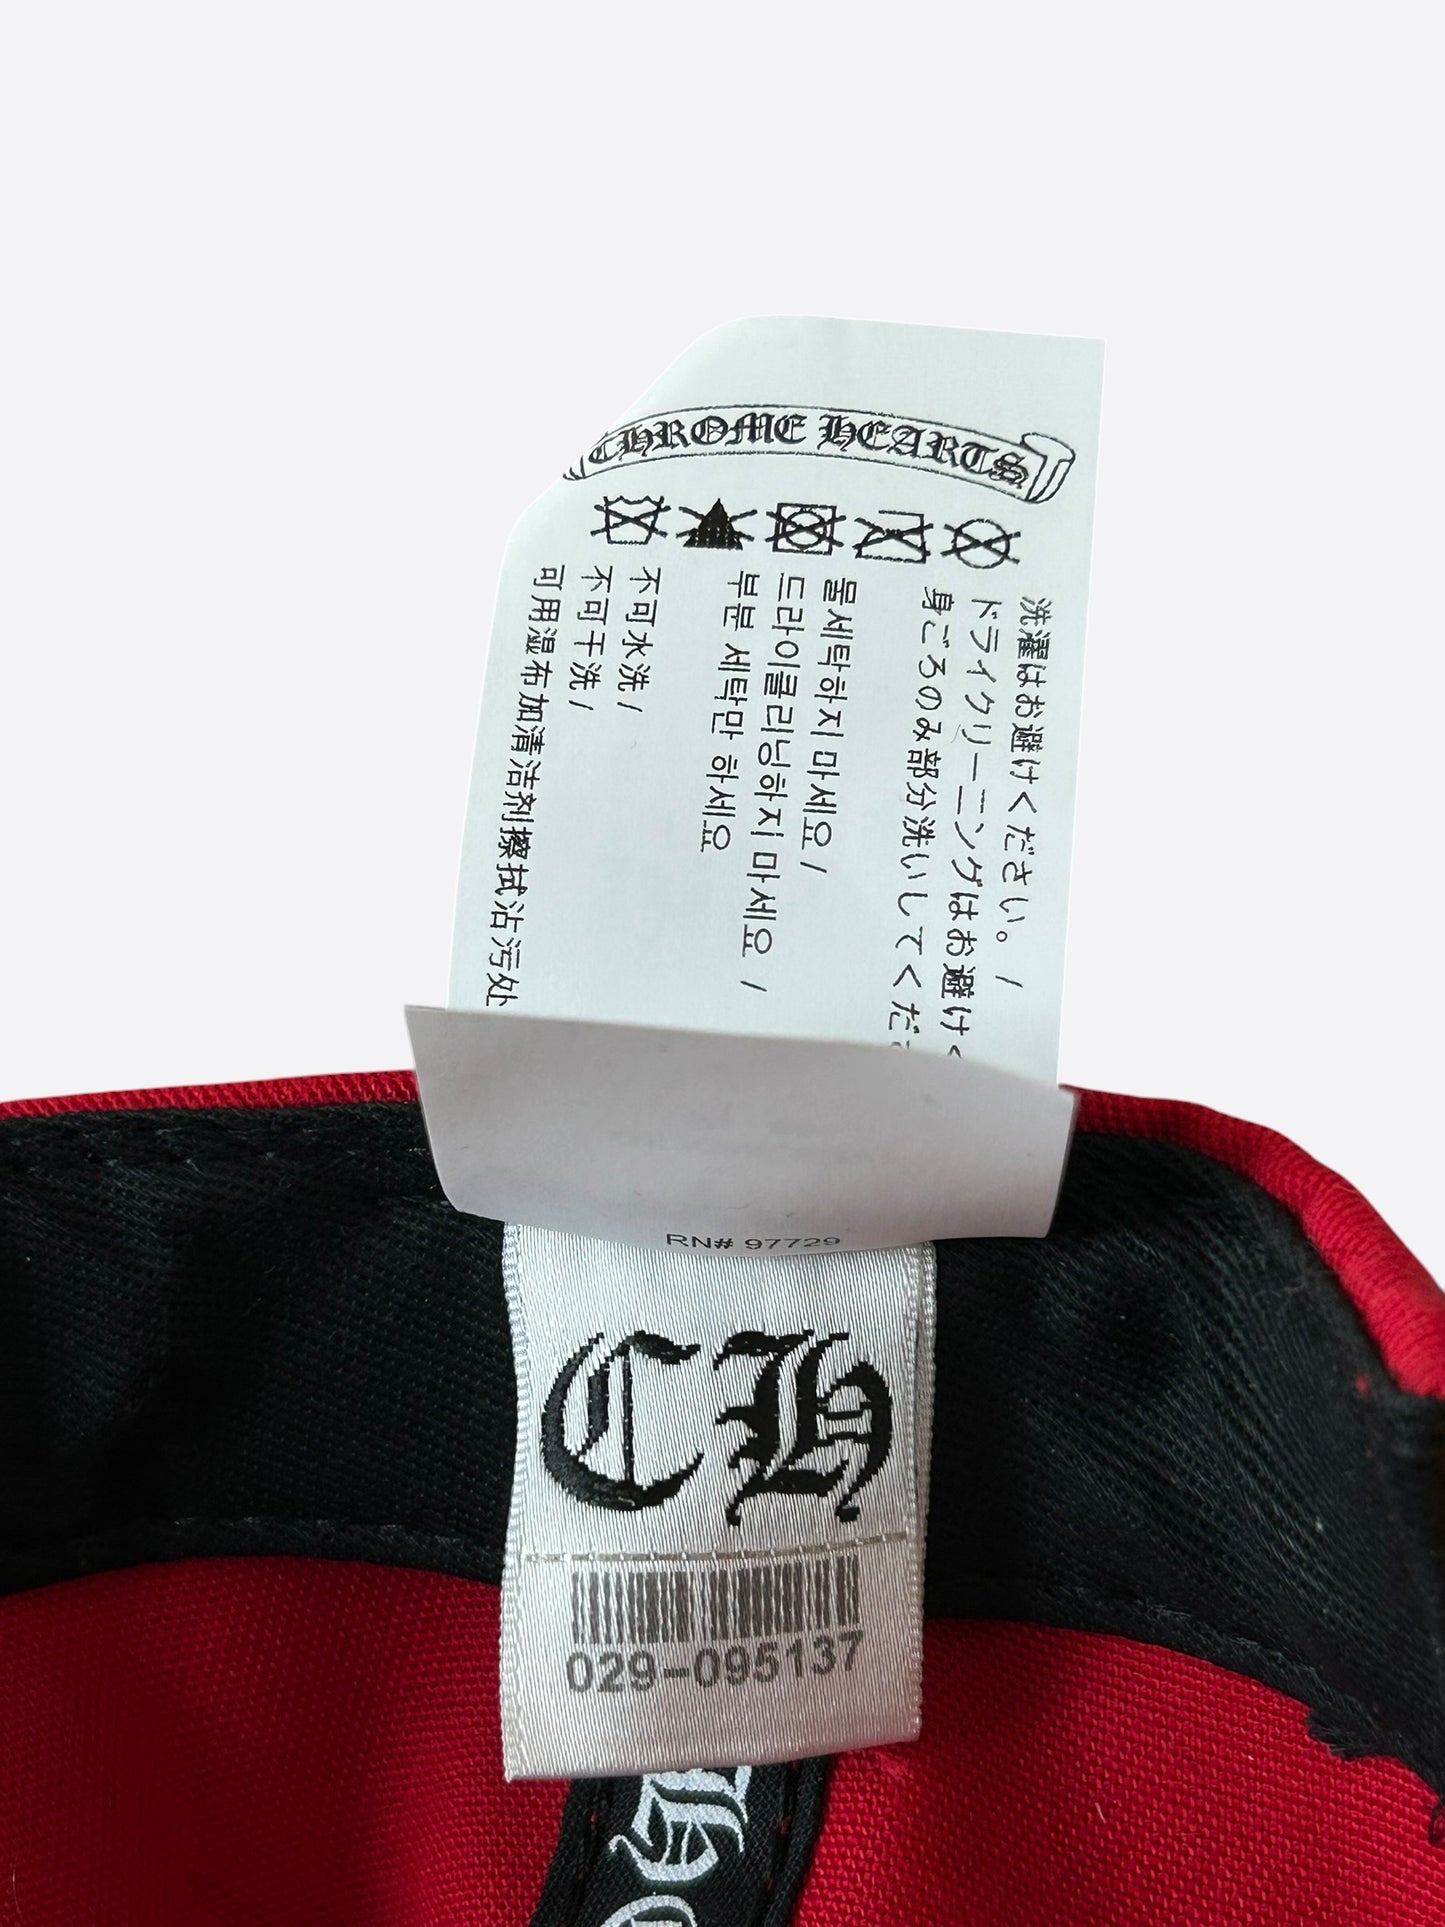 CHROME HEARTS
洗濯はお避けください。/
ドライクリーニングはお避けく
身ごろのみ部分洗いしてくださ
물세탁하지 마세요 /
드라이클리닝하지 마세요 /
부분 세탁만 하세요
不可水洗 /
不可干洗 /
可用湿布加清洁剂擦拭沾污处
RN# 97729
CH
029-095137